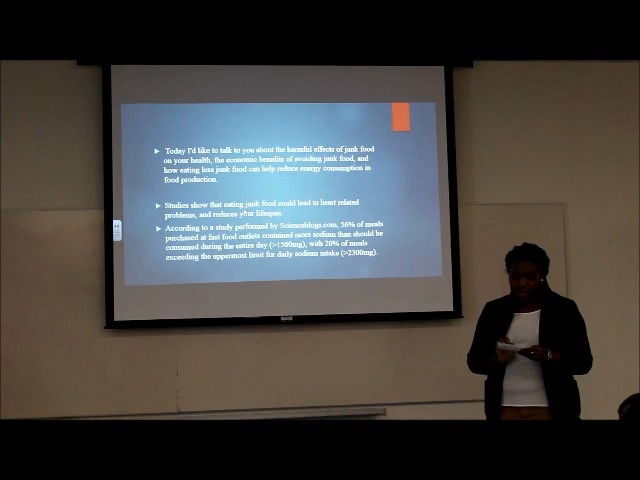 Today I'd like to talk to you about the harmful effects of junk food
on your health, the economic benefits of avoiding junk food, and
how eating less junk food can help reduce energy consumption in
food production.
Studies show that eating junk food could lead to heart related
problems, and reduces your lifespan.
According to a study performed by Scienceblogs.com, 56% of meals
purchased at fast food outlets contained more sodium than should be
consumed during the entire day (>1500mg), with 20% of meals
exceeding the uppermost limit for daily sodium intake (>2300mg).